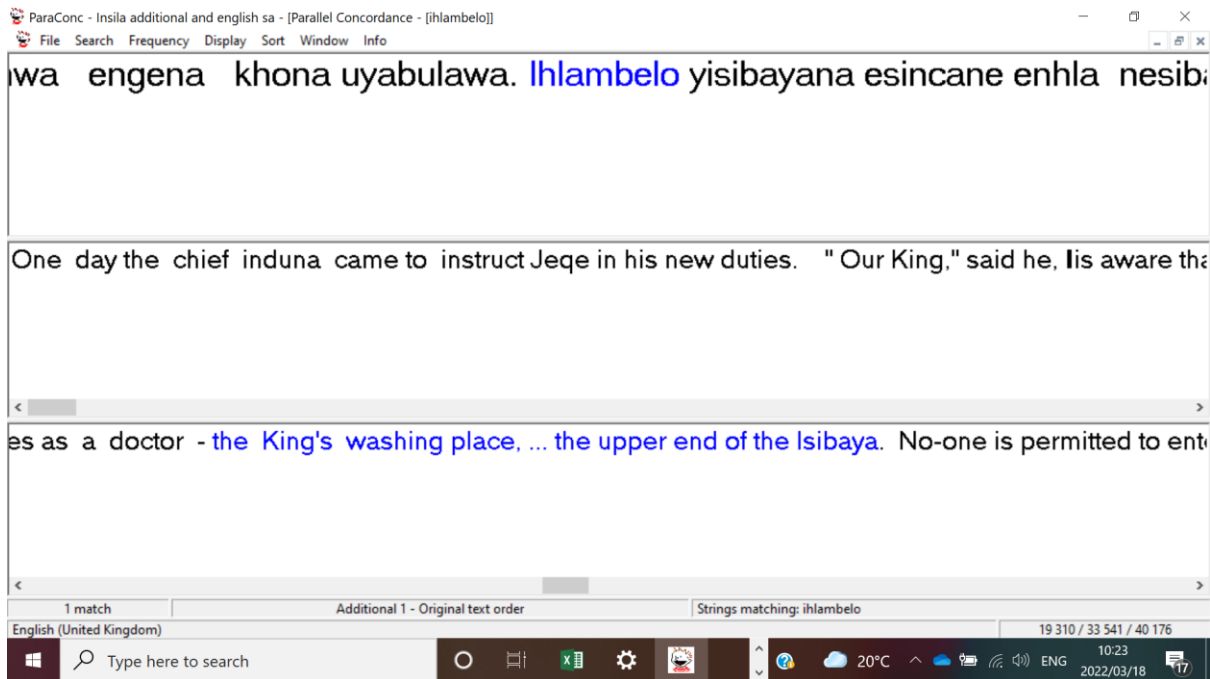 ParaConc - Insila additional and english sa - [Parallel Concordance - [ihlambelo]]
File Search Frequency Display Sort Window Info
wa engena khona uyabulawa. Ihlambelo yisibayana esincane enhla nesiba
One day the chief induna came to instruct Jeqe in his new duties. " Our King," said he, Iis aware tha
es as a doctor - the King's washing place, ... the upper end of the Isibaya. No-one is permitted to ent
1 match Additional 1 - Original text order Strings matching: ihlambelo
English (United Kingdom) 19 310 / 33 541 / 40 176
Type here to search 20°C ENG 10:23
2022/03/18 17